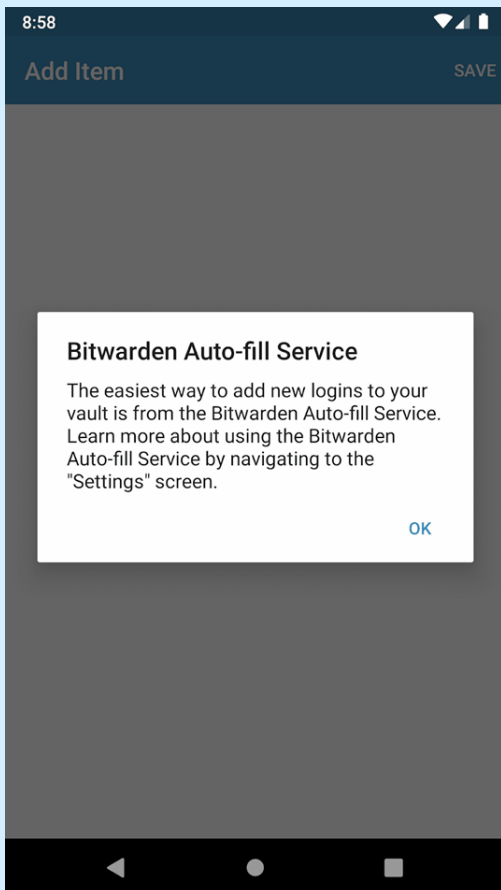 8:58
Add Item
SAVE
Bitwarden Auto-fill Service
The easiest way to add new logins to your
vault is from the Bitwarden Auto-fill Service.
Learn more about using the Bitwarden
Auto-fill Service by navigating to the
"Settings" screen.
OK